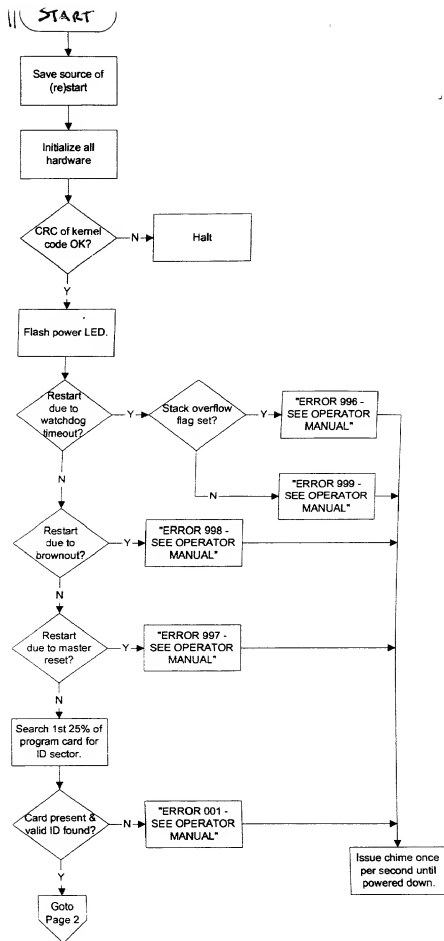 START
Save source of
(re)start
Initialize all
hardware
CRC of kernel
code OK?
N
Halt
Y
Flash power LED.
Restart
due to
watchdog
timeout?
Y
Stack overflow
flag set?
Y
"ERROR 996 -
SEE OPERATOR
MANUAL"
N
N
"ERROR 999 -
SEE OPERATOR
MANUAL"
Restart
due to
brownout?
Y
"ERROR 998 -
SEE OPERATOR
MANUAL"
N
Restart
due to master
reset?
Y
"ERROR 997 -
SEE OPERATOR
MANUAL"
N
Search 1st 25% of
program card for
ID sector.
Card present &
valid ID found?
N
"ERROR 001 -
SEE OPERATOR
MANUAL"
Issue chime once
per second until
powered down.
Y
Goto
Page 2